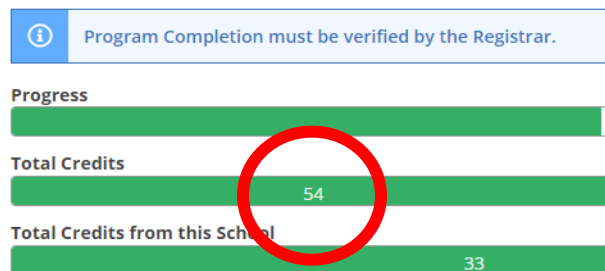 Program Completion must be verified by the Registrar.
Progress
Total Credits
54
Total Credits from this School
33